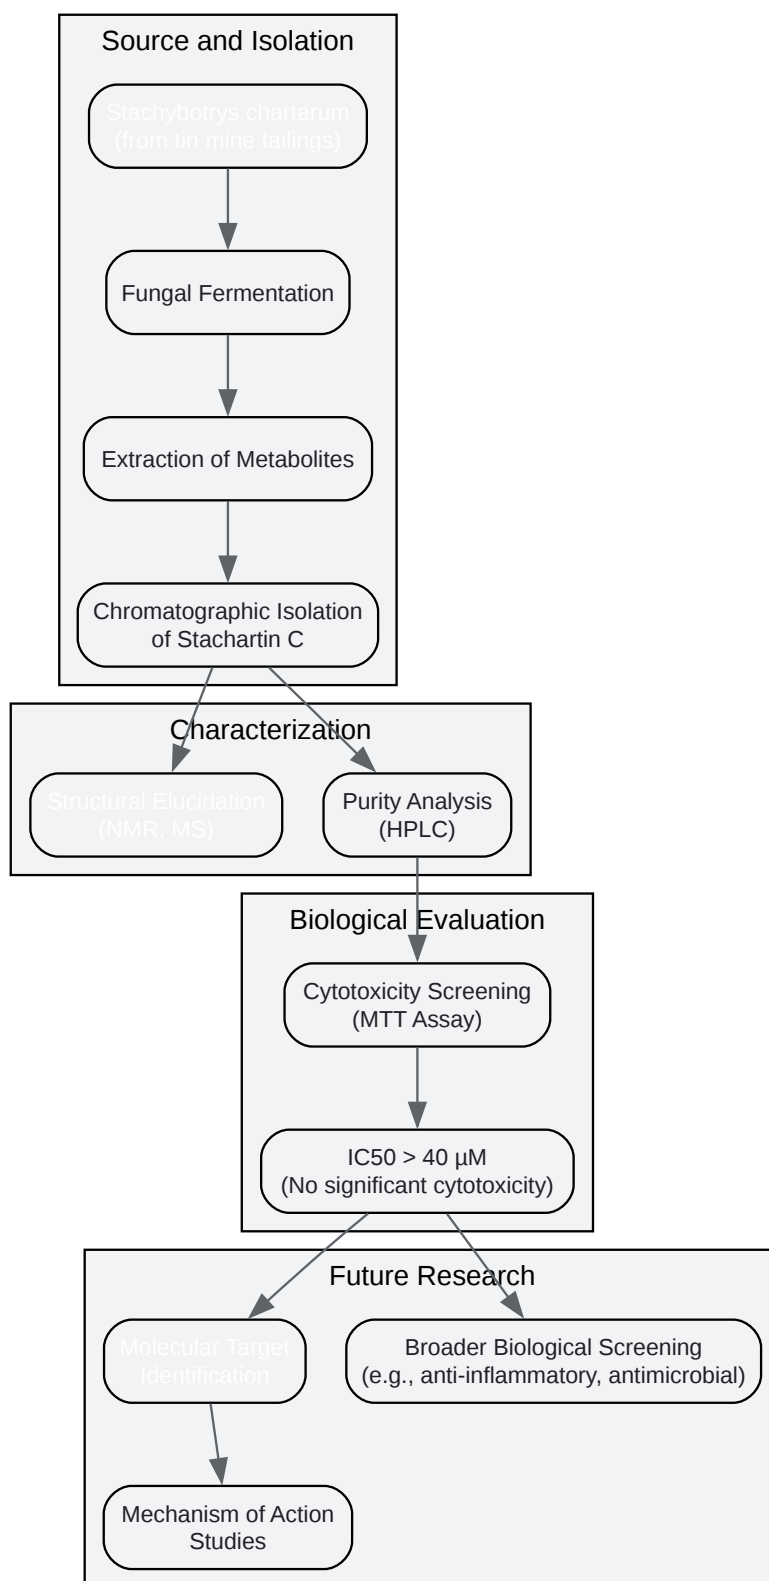 Source and Isolation
Stachybotrys chartarum
(from tin mine tailings)
Fungal Fermentation
Extraction of Metabolites
Chromatographic Isolation
of Stachartin C
Characterization
Structural Elucidation
(NMR, MS)
Purity Analysis
(HPLC)
Biological Evaluation
Cytotoxicity Screening
(MTT Assay)
IC50 > 40 µM
(No significant cytotoxicity)
Future Research
Molecular Target
Identification
Broader Biological Screening
(e.g., anti-inflammatory, antimicrobial)
Mechanism of Action
Studies